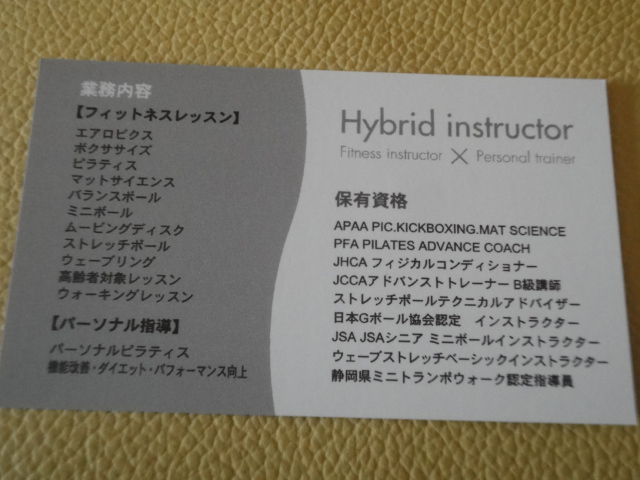 業務内容
【フィットネスレッスン】
エアロビクス
ボクササイズ
ピラティス
マットサイエンス
バランスボール
ミニボール
ムービングディスク
ストレッチポール
ウェーブリング
高齢者対象レッスン
ウォーキングレッスン
【パーソナル指導】
パーソナルピラティス
機能改善・ダイエット・パフォーマンス向上
Hybrid instructor
Fitness instructor × Personal trainer
保有資格
APAA PIC.KICKBOXING.MAT SCIENCE
PFA PILATES ADVANCE COACH
JHCA フィジカルコンディショナー
JCCAアドバンストトレーナー B級講師
ストレッチポールテクニカルアドバイザー
日本Gボール協会認定 インストラクター
JSA JSAシニア ミニボールインストラクター
ウェーブストレッチベーシックインストラクター
静岡県ミニトランポウォーク認定指導員